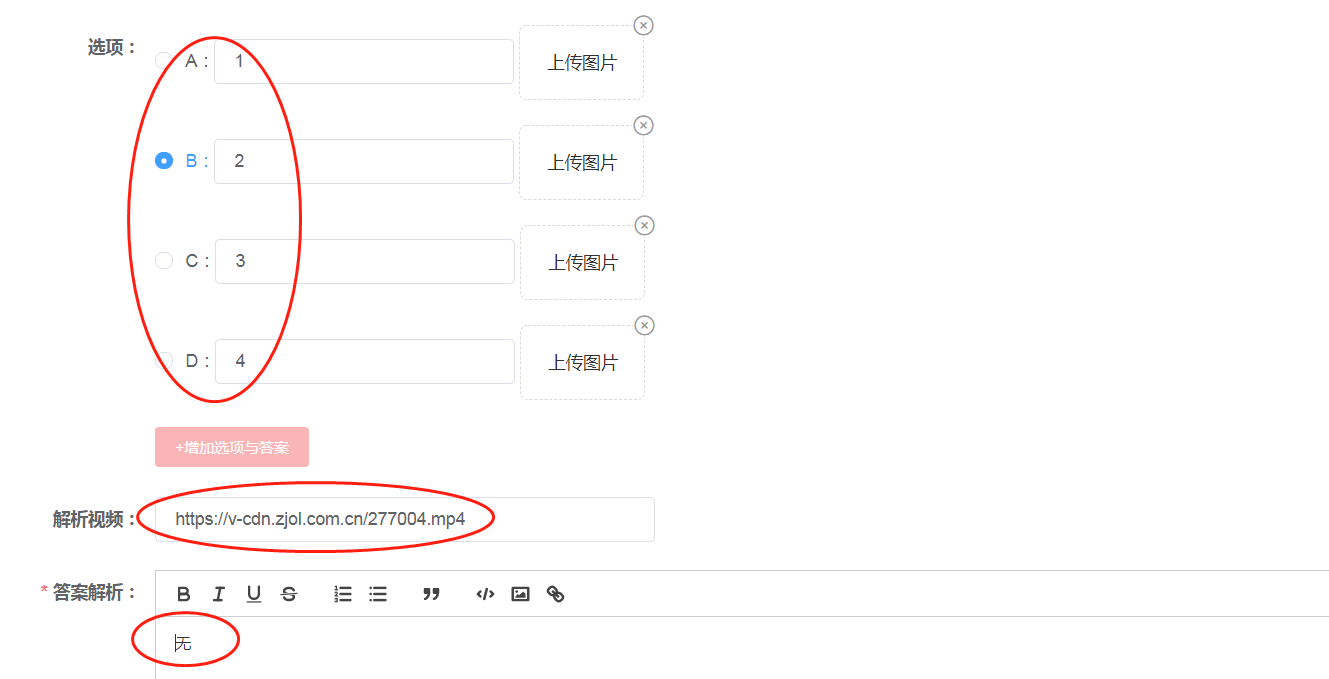 选项：
A： 1 上传图片
B： 2 上传图片
C： 3 上传图片
D： 4 上传图片
+增加选项与答案
解析视频： https://v-cdn.zjol.com.cn/277004.mp4
* 答案解析：
无